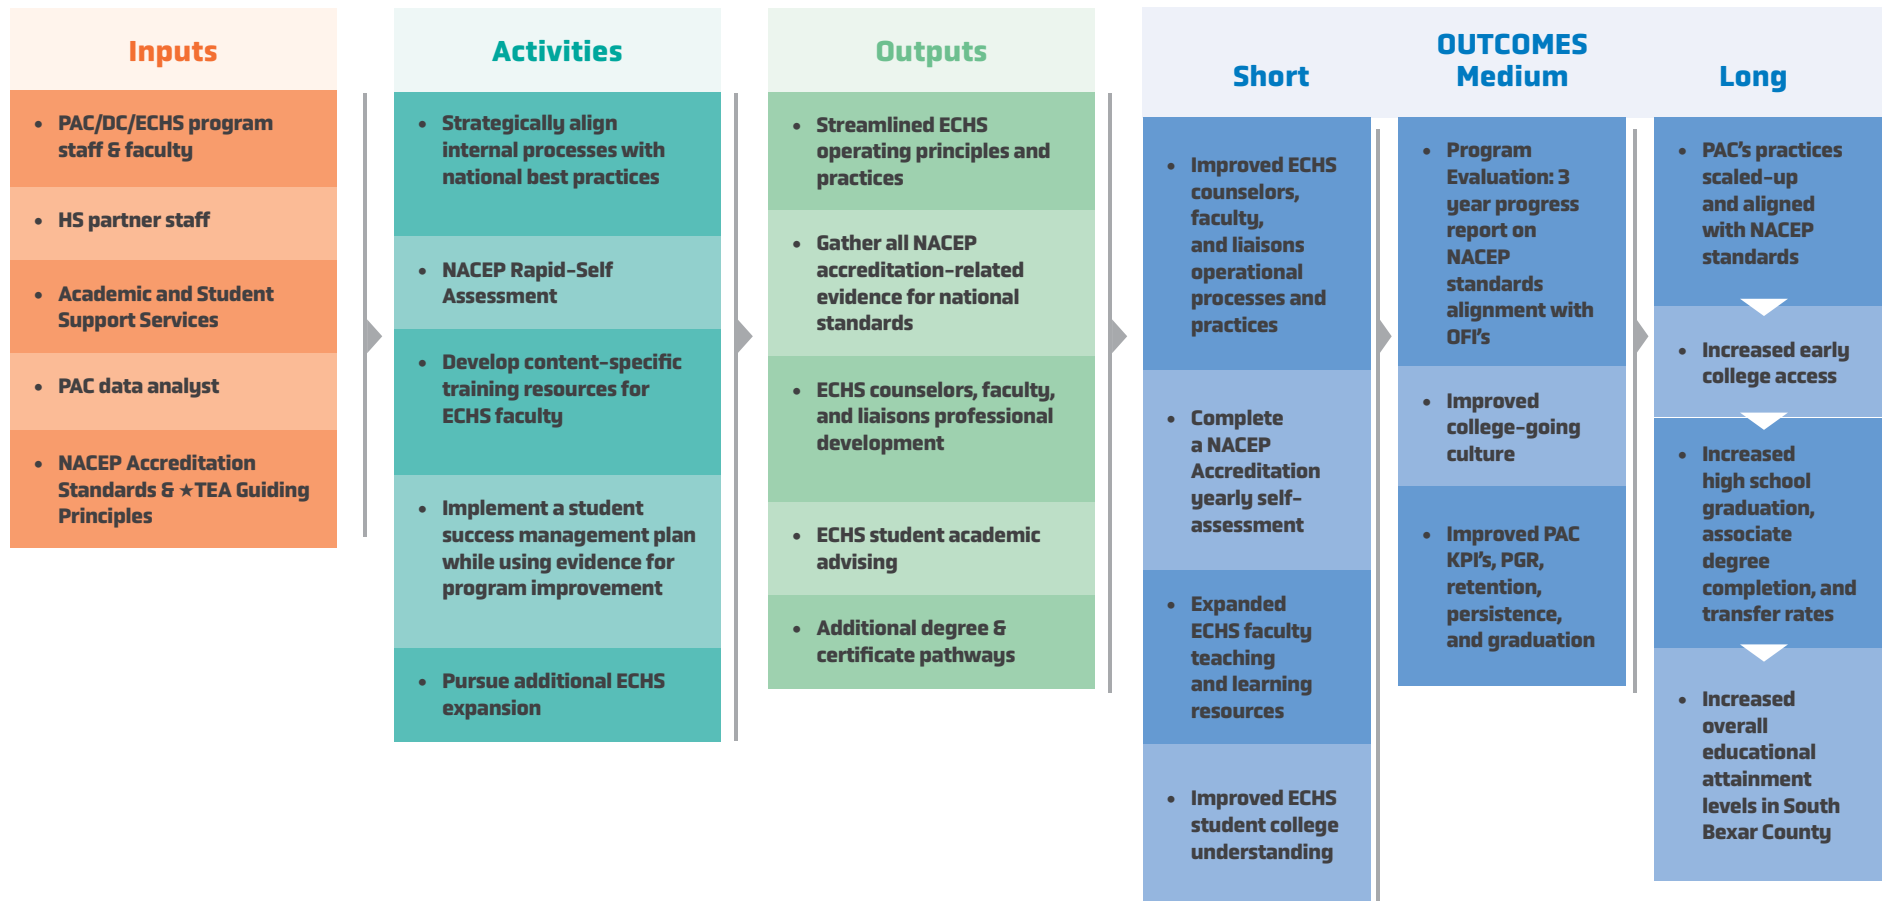 Inputs
• PAC/DC/ECHS program
staff & faculty
• HS partner staff
• Academic and Student
Support Services
• PAC data analyst
• NACEP Accreditation
Standards & ★TEA Guiding
Principles
Activities
• Strategically align
internal processes with
national best practices
• NACEP Rapid-Self
Assessment
• Develop content-specific
training resources for
ECHS faculty
• Implement a student
success management plan
while using evidence for
program improvement
• Pursue additional ECHS
expansion
Outputs
• Streamlined ECHS
operating principles and
practices
• Gather all NACEP
accreditation-related
evidence for national
standards
• ECHS counselors, faculty,
and liaisons professional
development
• ECHS student academic
advising
• Additional degree &
certificate pathways
OUTCOMES
Short
• Improved ECHS
counselors,
faculty,
and liaisons
operational
processes and
practices
• Complete
a NACEP
Accreditation
yearly self-
assessment
• Expanded
ECHS faculty
teaching
and learning
resources
• Improved ECHS
student college
understanding
Medium
• Program
Evaluation: 3
year progress
report on
NACEP
standards
alignment with
OFI's
• Improved
college-going
culture
• Improved PAC
KPI's, PGR,
retention,
persistence,
and graduation
Long
• PAC's practices
scaled-up
and aligned
with NACEP
standards
• Increased early
college access
• Increased
high school
graduation,
associate
degree
completion, and
transfer rates
• Increased
overall
educational
attainment
levels in South
Bexar County